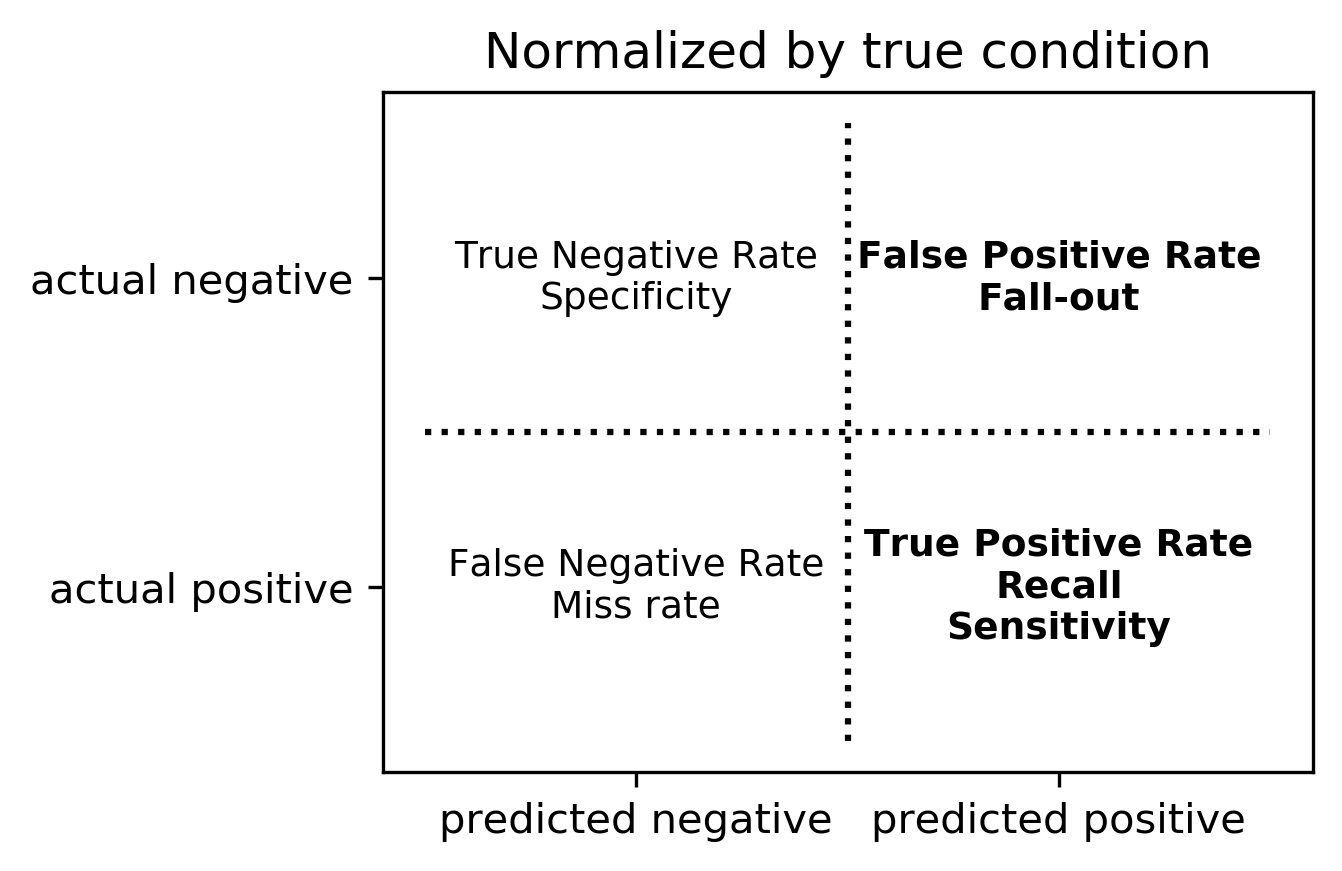 Normalized by true condition
actual negative
True Negative Rate
Specificity
False Positive Rate
Fall-out
actual positive
False Negative Rate
Miss rate
True Positive Rate
Recall
Sensitivity
predicted negative
predicted positive